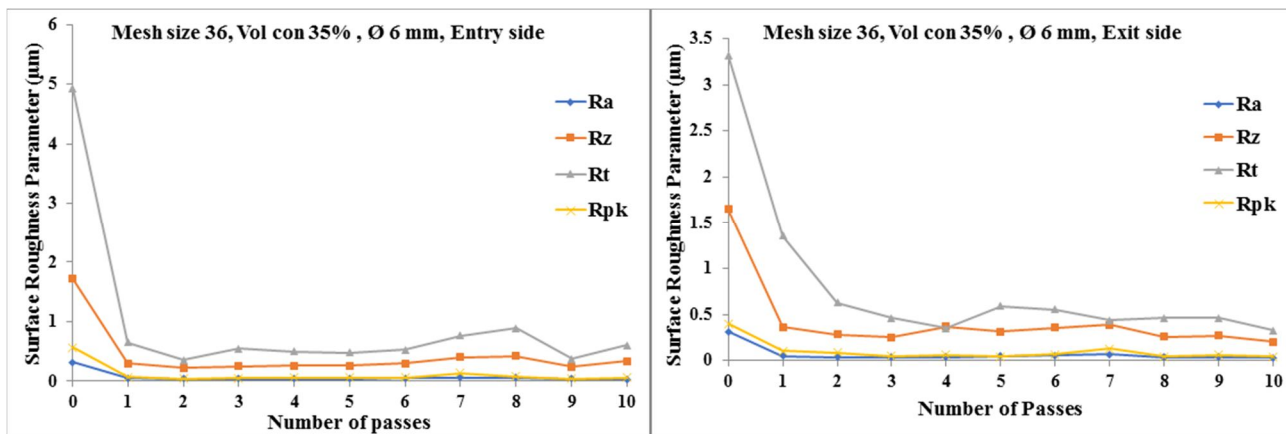 Mesh size 36, Vol con 35% , Ø 6 mm, Entry side
Surface Roughness Parameter (µm)
6
5
4
3
2
1
0
0 1 2 3 4 5 6 7 8 9 10
Number of passes
Ra
Rz
Rt
Rpk
Mesh size 36, Vol con 35% , Ø 6 mm, Exit side
Surface Roughness Parameter (µm)
3.5
3
2.5
2
1.5
1
0.5
0
0 1 2 3 4 5 6 7 8 9 10
Number of Passes
Ra
Rz
Rt
Rpk